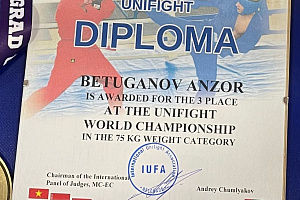 GRAD
UNIFIGHT
DIPLOMA
BETUGANOV ANZOR
IS AWARDED FOR THE 3 PLACE
AT THE UNIFIGHT
WORLD CHAMPIONSHIP
IN THE 75 KG WEIGHT CATEGORY
IUFA
Chairman of the International
Panel of Judges, MC-EC
Andrey Chumlyakov